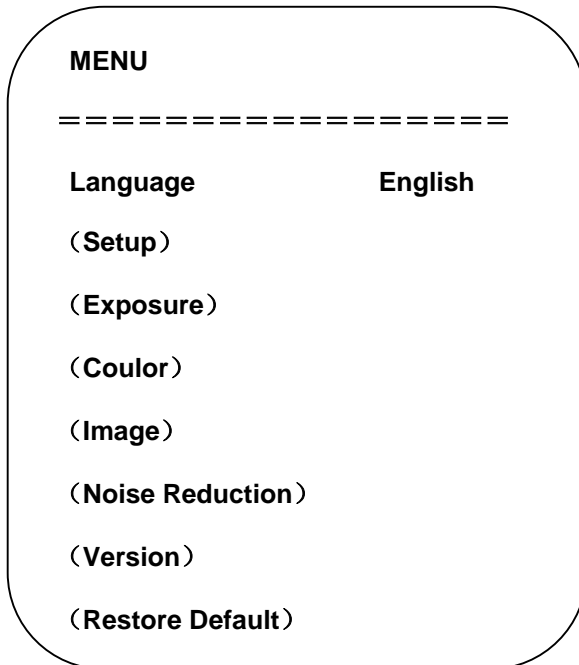 MENU
=================
Language English
（Setup）
（Exposure）
（Coulor）
（Image）
（Noise Reduction）
（Version）
（Restore Default）